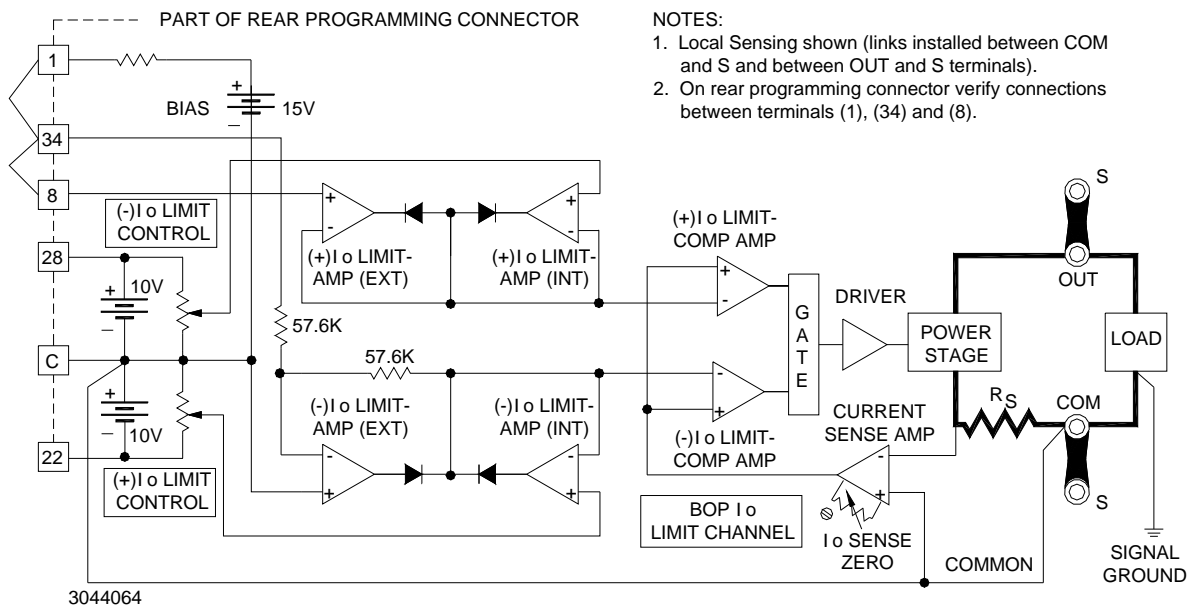 PART OF REAR PROGRAMMING CONNECTOR
NOTES:
1. Local Sensing shown (links installed between COM
and S and between OUT and S terminals).
2. On rear programming connector verify connections
between terminals (1), (34) and (8).
1
+
BIAS
15V
–
34
8
(-)I o LIMIT
CONTROL
28
+
10V
–
C
+
–
10V
22
(+)I o LIMIT
CONTROL
+
-
(+)I o LIMIT-
AMP (EXT)
+
-
(+)I o LIMIT-
AMP (INT)
57.6K
57.6K
(-)I o LIMIT-
AMP (EXT)
-
+
(-)I o LIMIT-
AMP (INT)
-
+
(+)I o LIMIT-
COMP AMP
+
-
-
+
(-)I o LIMIT-
COMP AMP
G
A
T
E
DRIVER
POWER
STAGE
S
OUT
LOAD
RS
COM
S
CURRENT
SENSE AMP
-
+
BOP I o
LIMIT CHANNEL
I o SENSE
ZERO
COMMON
SIGNAL
GROUND
3044064